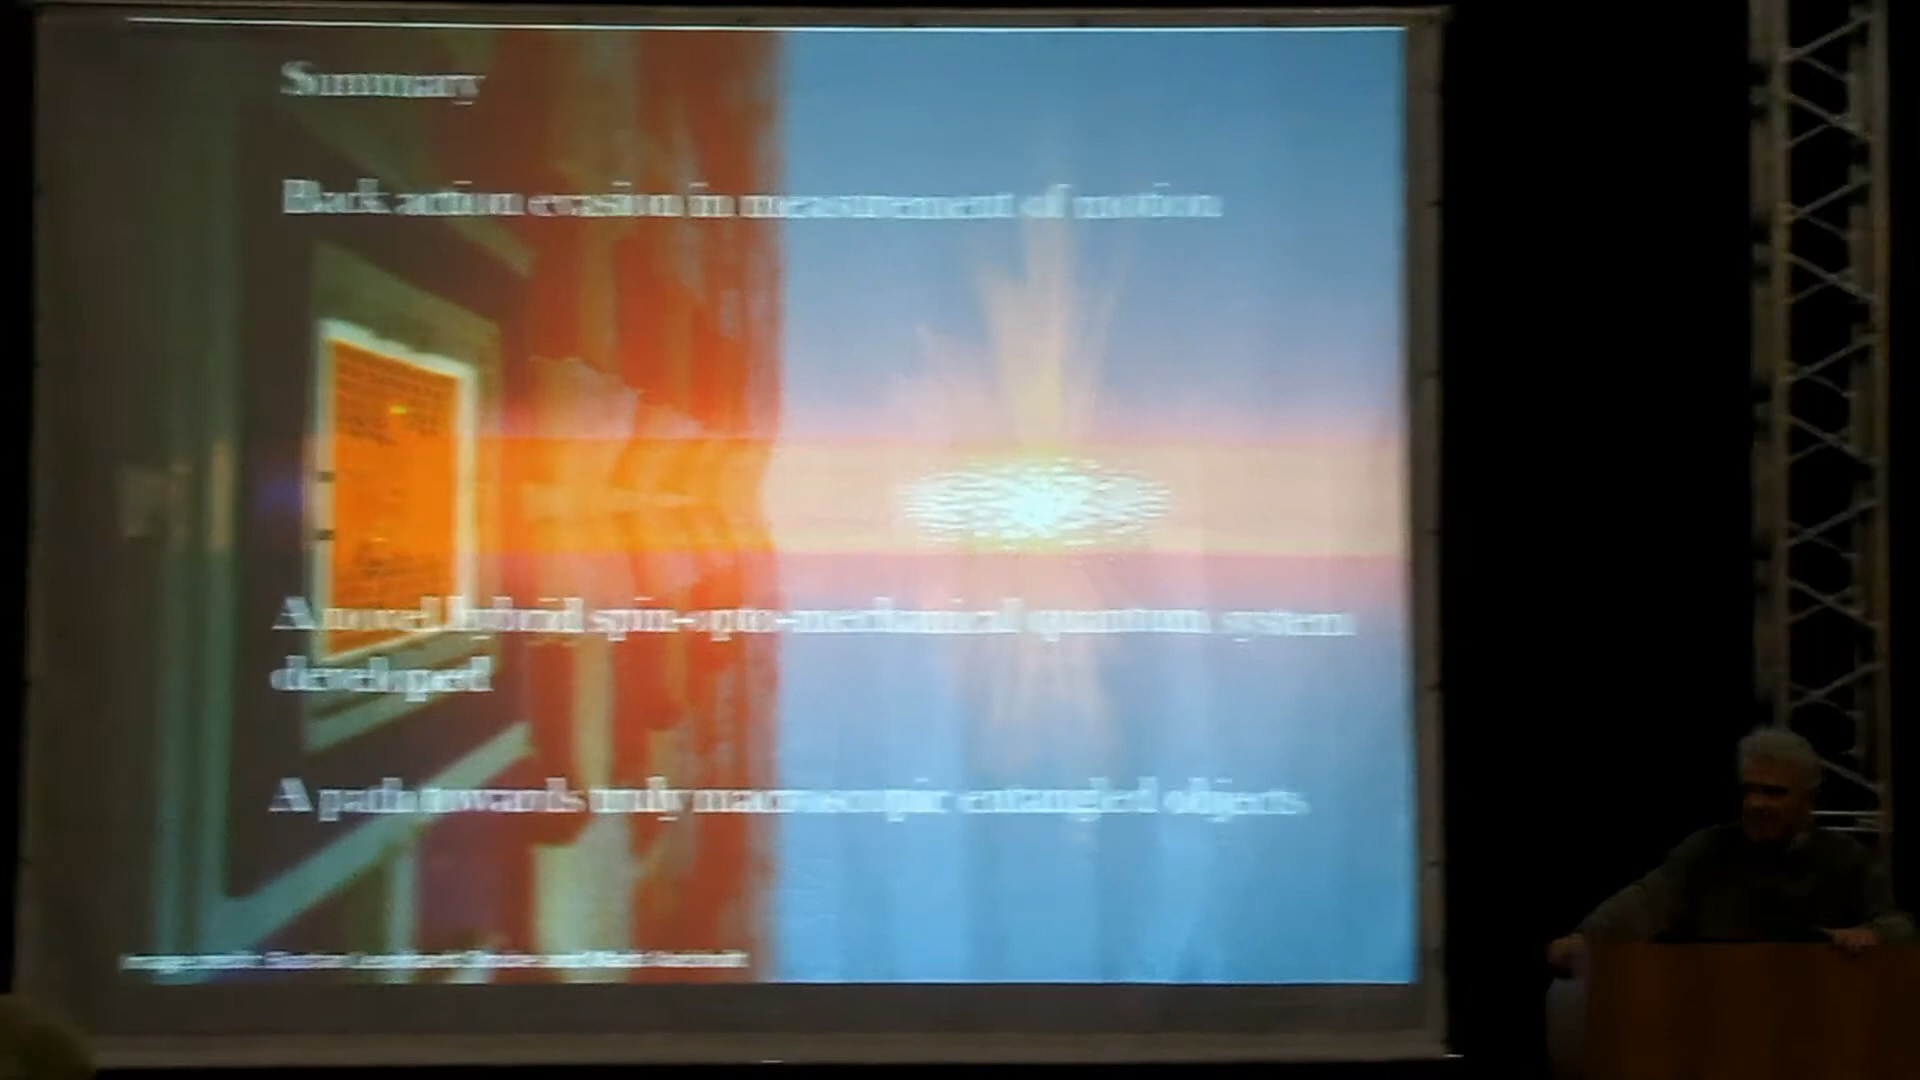 Summary
Back action evasion in measurement of motion
A novel hybrid spin-opto-mechanical quantum system
developed
A path towards truly macroscopic entangled objects